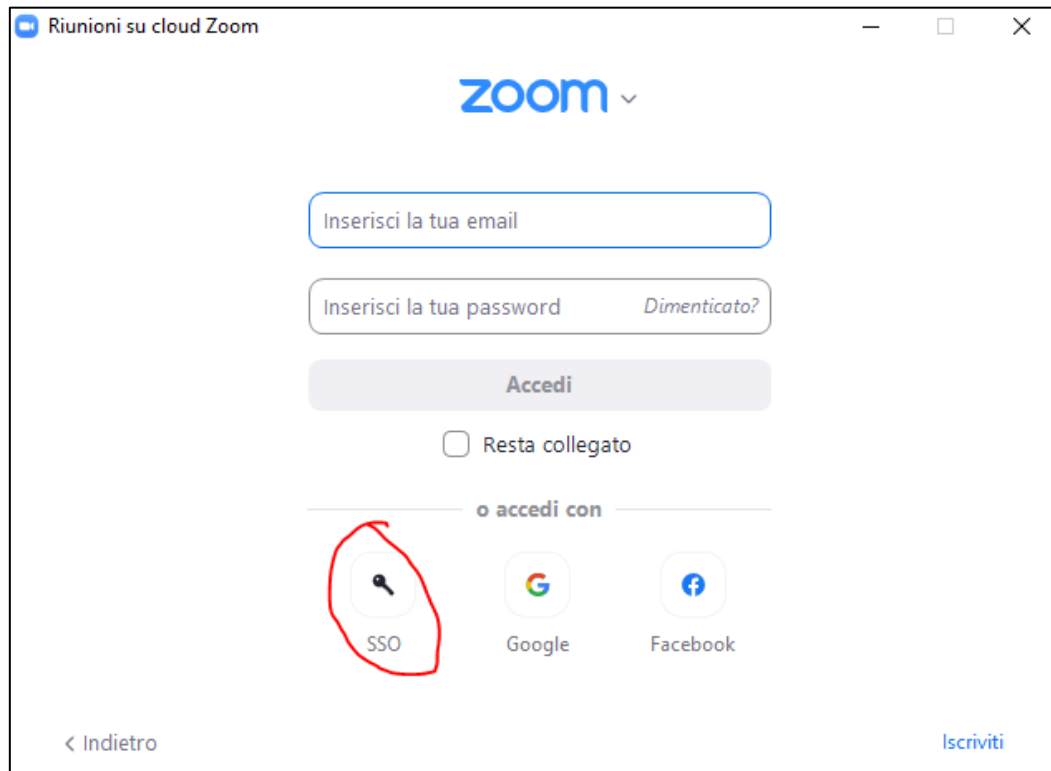 Riunioni su cloud Zoom
zoom
Inserisci la tua email
Inserisci la tua password Dimenticato?
Accedi
Resta collegato
o accedi con
SSO Google Facebook
< Indietro Iscriviti